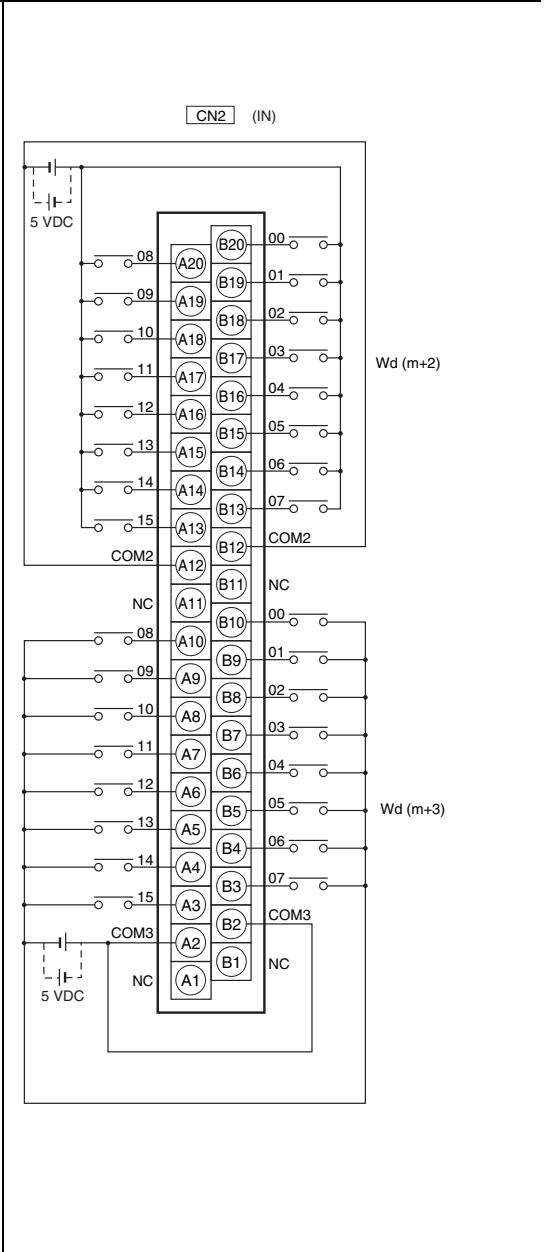 CN2 (IN)
5 VDC
B20 00
08 A20
B19 01
09 A19
B18 02
10 A18
B17 03
Wd (m+2)
11 A17
B16 04
12 A16
B15 05
13 A15
B14 06
14 A14
B13 07
15 A13
B12 COM2
COM2 A12
B11 NC
NC A11
B10 00
08 A10
B9 01
09 A9
B8 02
10 A8
B7 03
11 A7
B6 04
12 A6
B5 05 Wd (m+3)
13 A5
B4 06
14 A4
B3 07
15 A3
B2 COM3
COM3 A2
B1 NC
NC A1
5 VDC